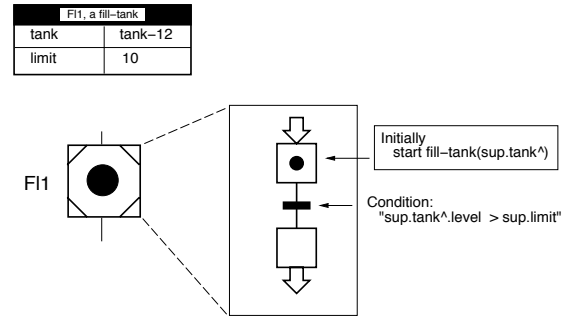 FI1, a fill−tank
tank tank−12
limit 10
Initially
start fill−tank(sup.tank^)
FI1
Condition:
"sup.tank^.level > sup.limit"